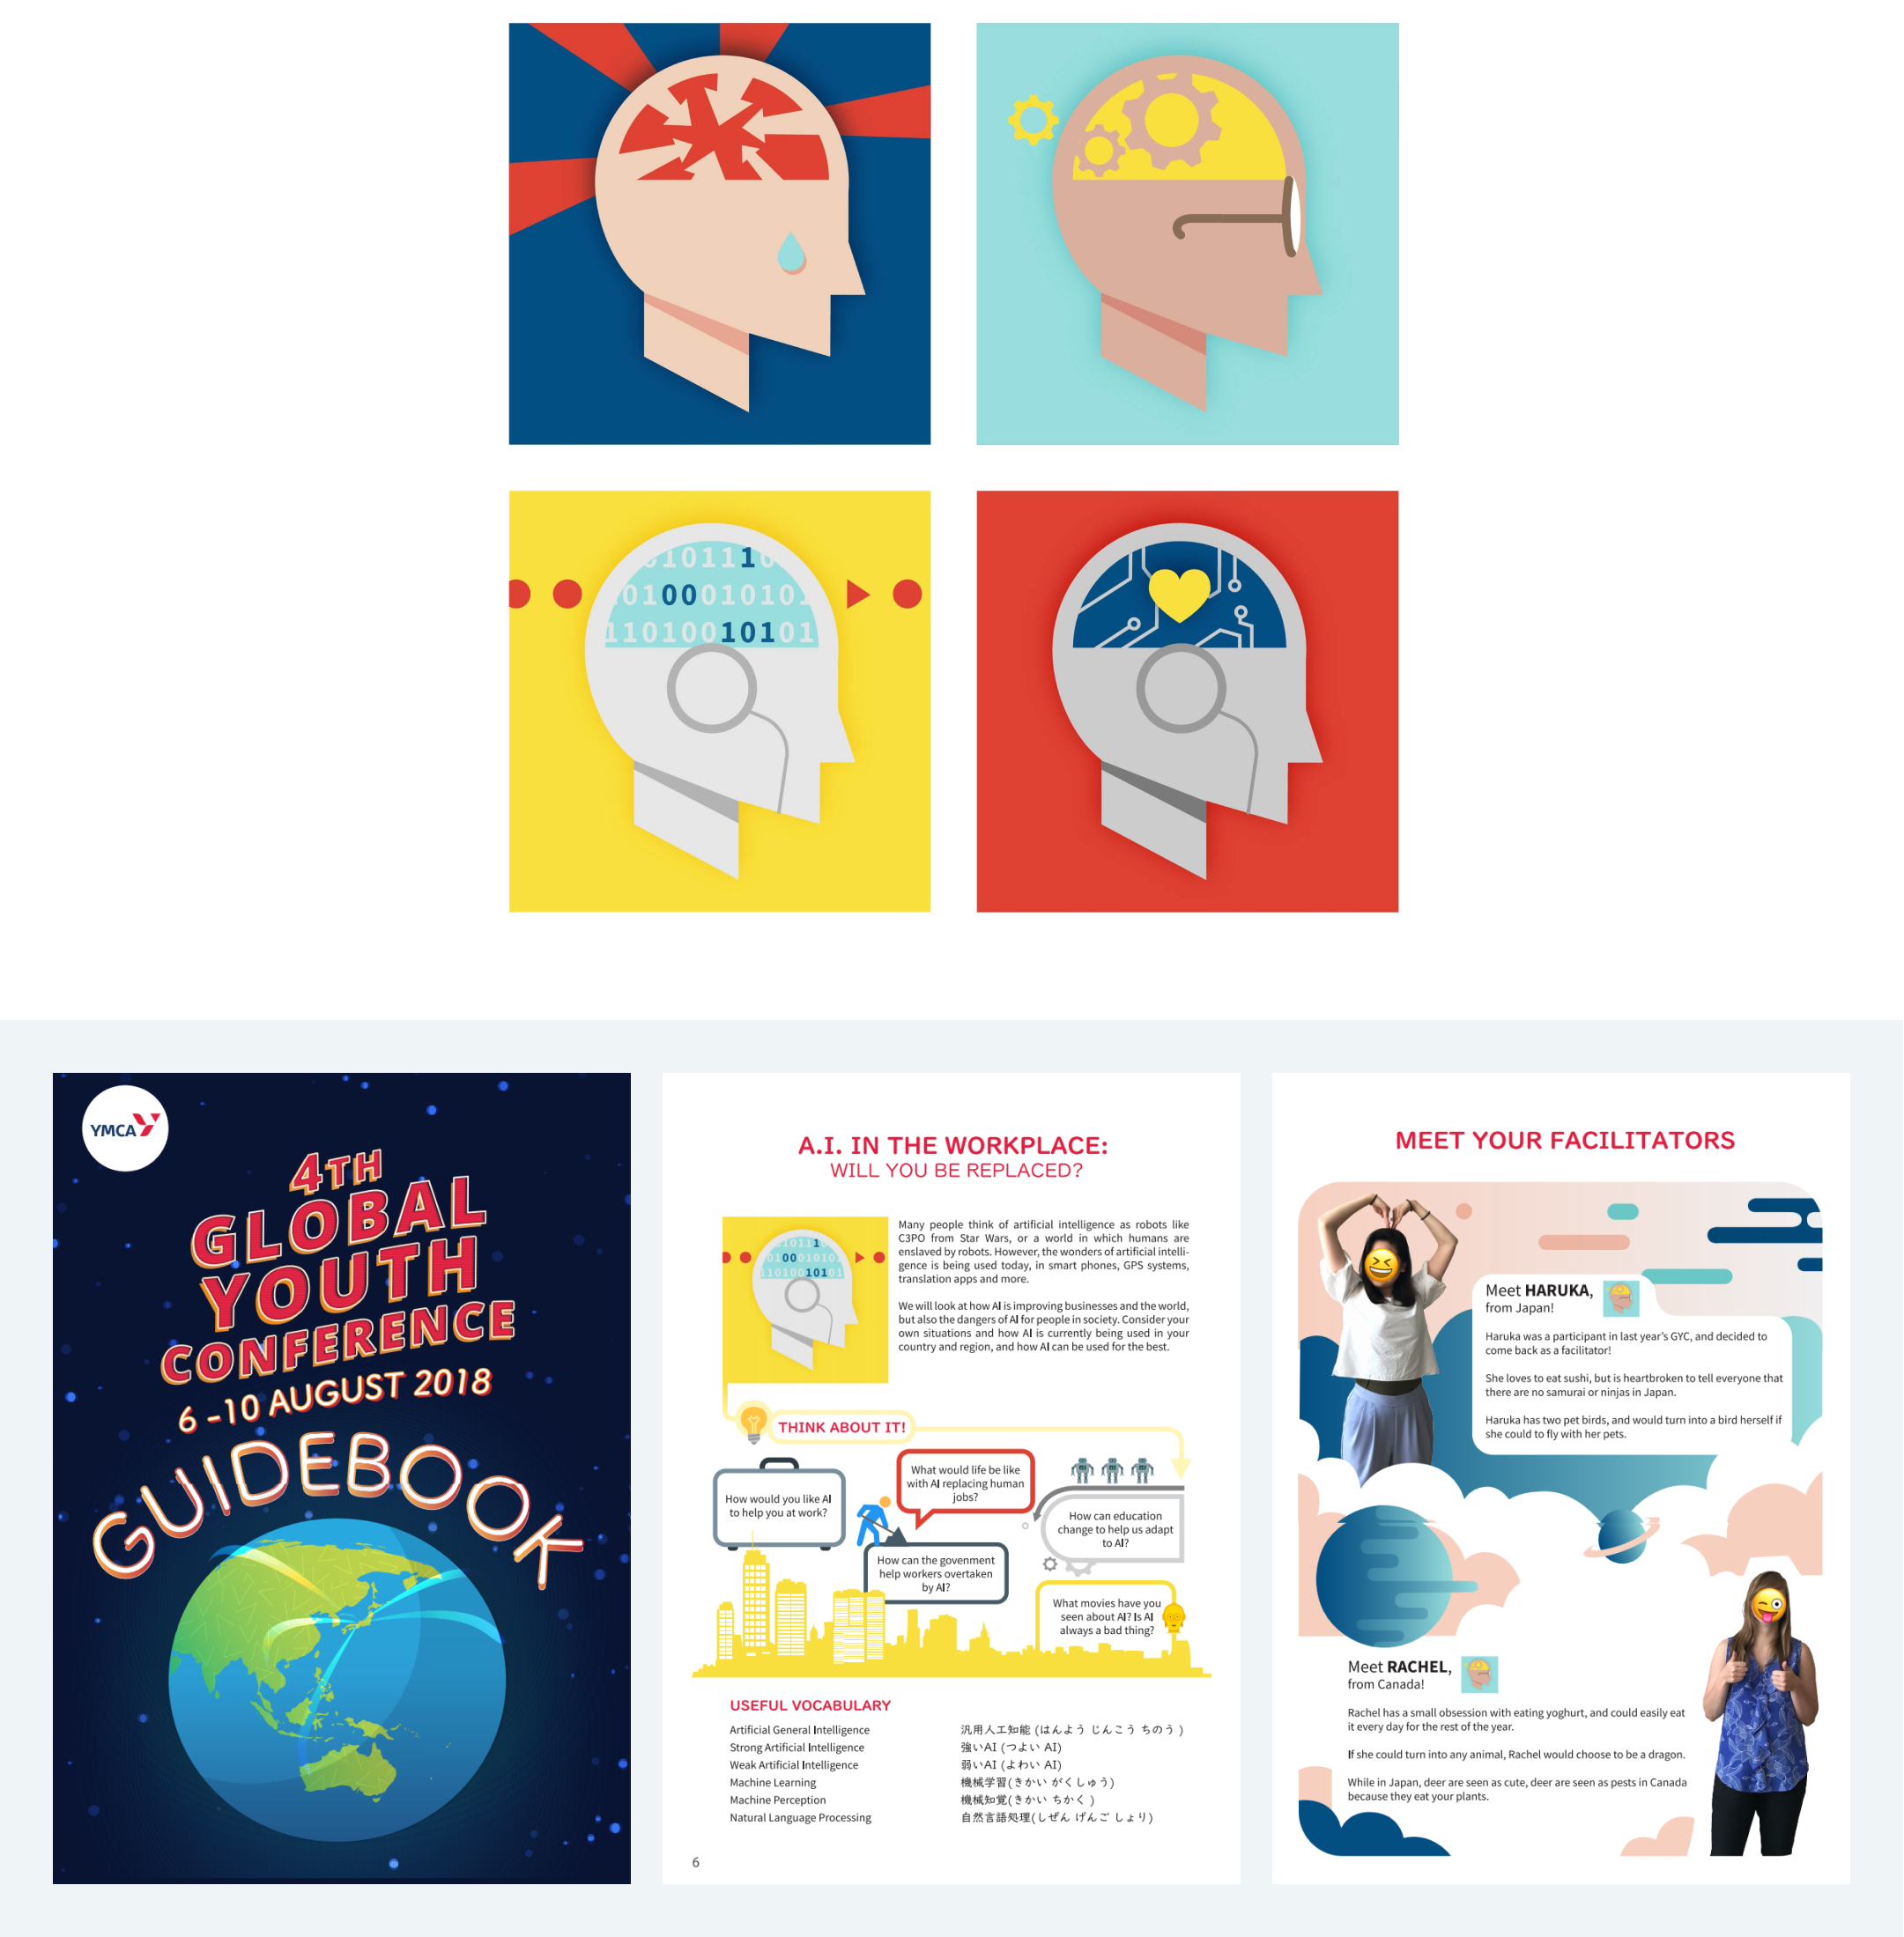 101110
0100010101
11010010101
YMCA
4TH
GLOBAL
YOUTH
CONFERENCE
6 -10 AUGUST 2018
GUIDEBOOK
A.I. IN THE WORKPLACE:
WILL YOU BE REPLACED?
101110
0100010101
11010010101
Many people think of artificial intelligence as robots like
C3PO from Star Wars, or a world in which humans are
enslaved by robots. However, the wonders of artificial intelli-
gence is being used today, in smart phones, GPS systems,
translation apps and more.
We will look at how AI is improving businesses and the world,
but also the dangers of AI for people in society. Consider your
own situations and how AI is currently being used in your
country and region, and how AI can be used for the best.
THINK ABOUT IT!
How would you like AI
to help you at work?
What would life be like
with AI replacing human
jobs?
How can education
change to help us adapt
to AI?
How can the govenment
help workers overtaken
by AI?
What movies have you
seen about AI? Is AI
always a bad thing?
USEFUL VOCABULARY
Artificial General Intelligence 汎用人工知能 (はんよう じんこう ちのう )
Strong Artificial Intelligence 強いAI (つよい AI)
Weak Artificial Intelligence 弱いAI (よわい AI)
Machine Learning 機械学習(きかい がくしゅう)
Machine Perception 機械知覚(きかい ちかく )
Natural Language Processing 自然言語処理(しぜん げんご しょり)
6
MEET YOUR FACILITATORS
Meet HARUKA,
from Japan!
Haruka was a participant in last year's GYC, and decided to
come back as a facilitator!
She loves to eat sushi, but is heartbroken to tell everyone that
there are no samurai or ninjas in Japan.
Haruka has two pet birds, and would turn into a bird herself if
she could to fly with her pets.
Meet RACHEL,
from Canada!
Rachel has a small obsession with eating yoghurt, and could easily eat
it every day for the rest of the year.
If she could turn into any animal, Rachel would choose to be a dragon.
While in Japan, deer are seen as cute, deer are seen as pests in Canada
because they eat your plants.